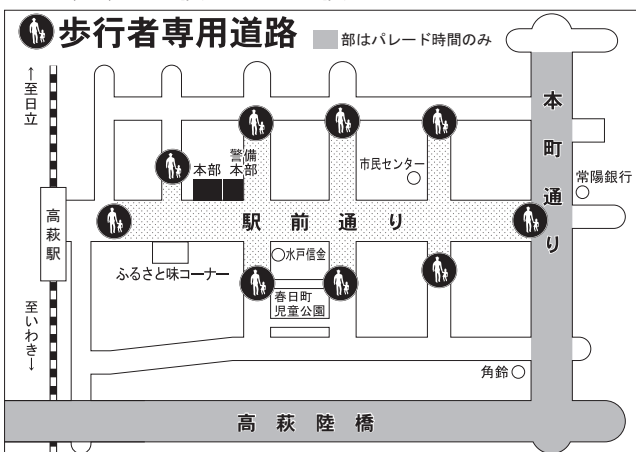 歩行者専用道路
部はパレード時間のみ
←至日立
高萩駅
至いわき→
本部
警備
本部
市民センター
本町通り
常陽銀行
駅前通り
ふるさと味コーナー
水戸信金
春日町
児童公園
角鈴
高萩陸橋